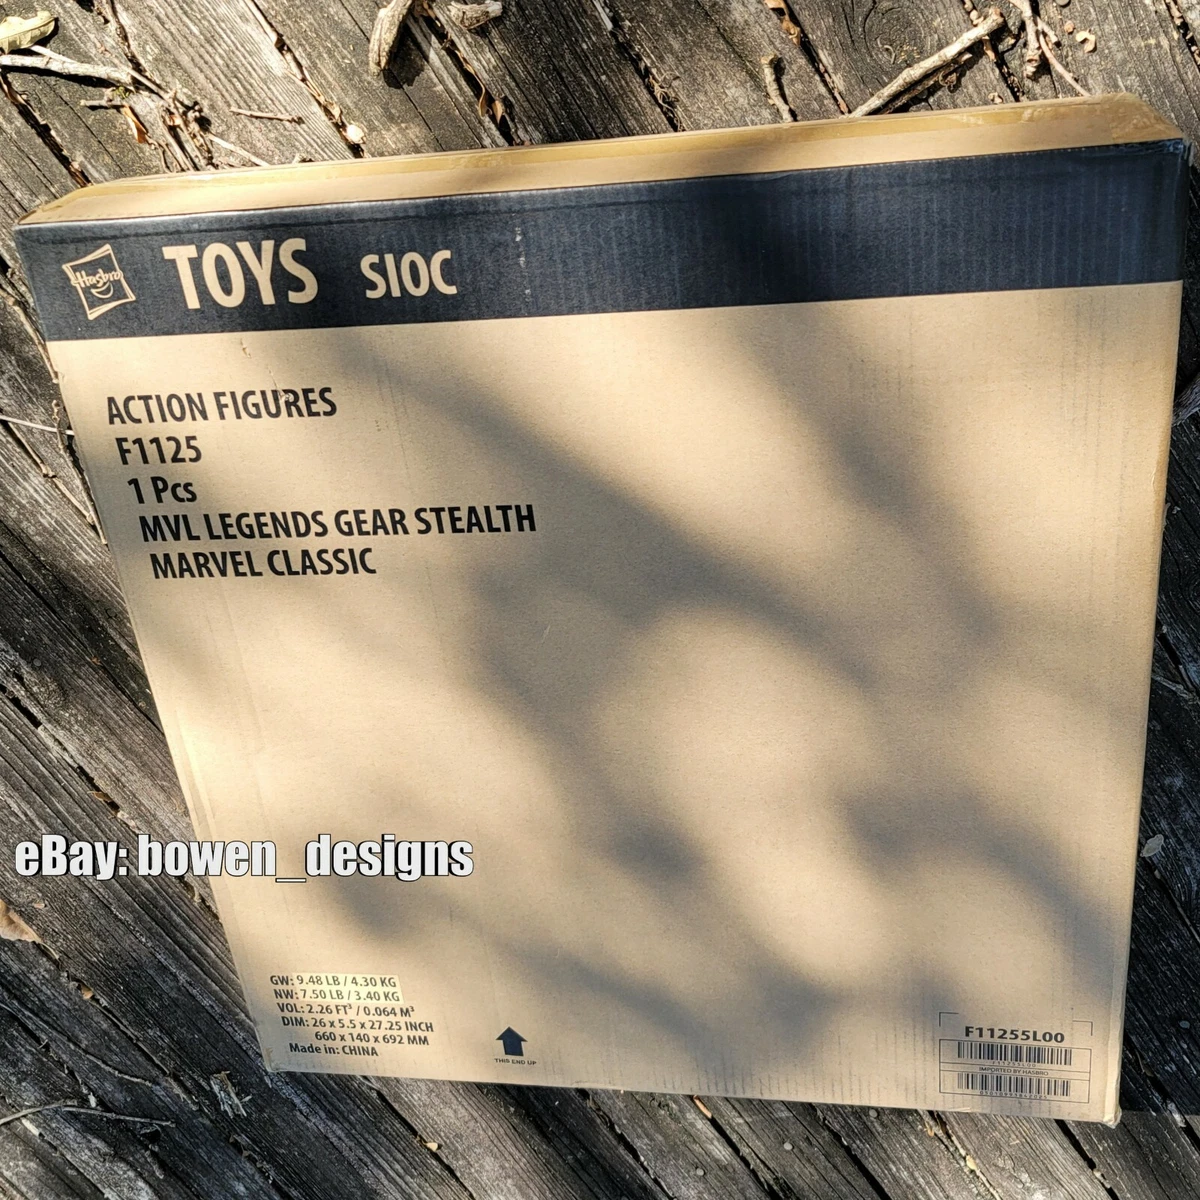 Hasbro
TOYS SIOC
ACTION FIGURES
F1125
1 Pcs
MVL LEGENDS GEAR STEALTH
MARVEL CLASSIC
eBay: bowen_designs
GW: 9.48 LB / 4.30 KG
NW: 7.50 LB / 3.40 KG
VOL: 2.26 FT³ / 0.064 M³
DIM: 26 x 5.5 x 27.25 INCH
660 x 140 x 692 MM
Made in: CHINA
THIS END UP
F11255L00
IMPORTED BY HASBRO